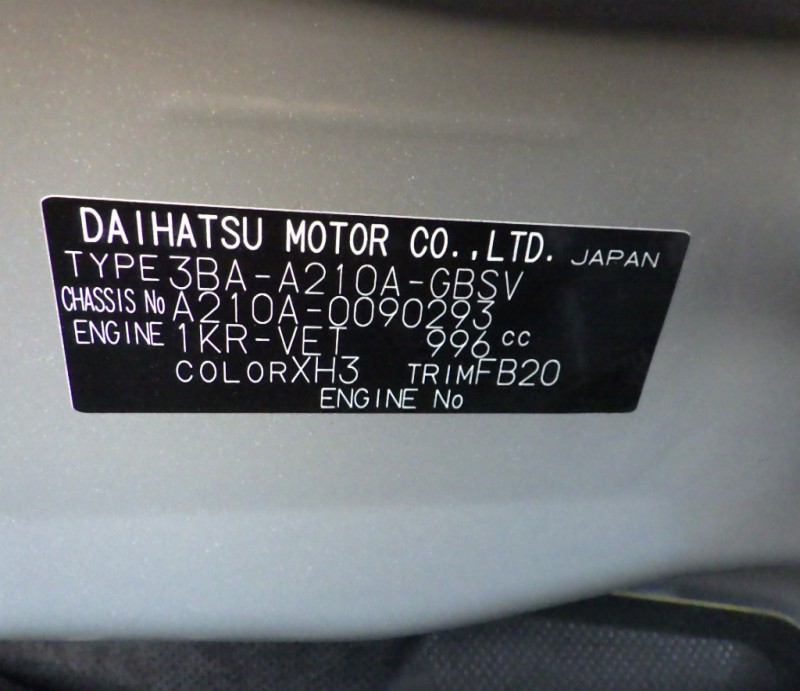 DAIHATSU MOTOR CO.,LTD. JAPAN
TYPE 3BA-A210A-GBSV
CHASSIS No A210A-0090293
ENGINE 1KR-VET 996 cc
COLOR XH3 TRIM FB20
ENGINE No